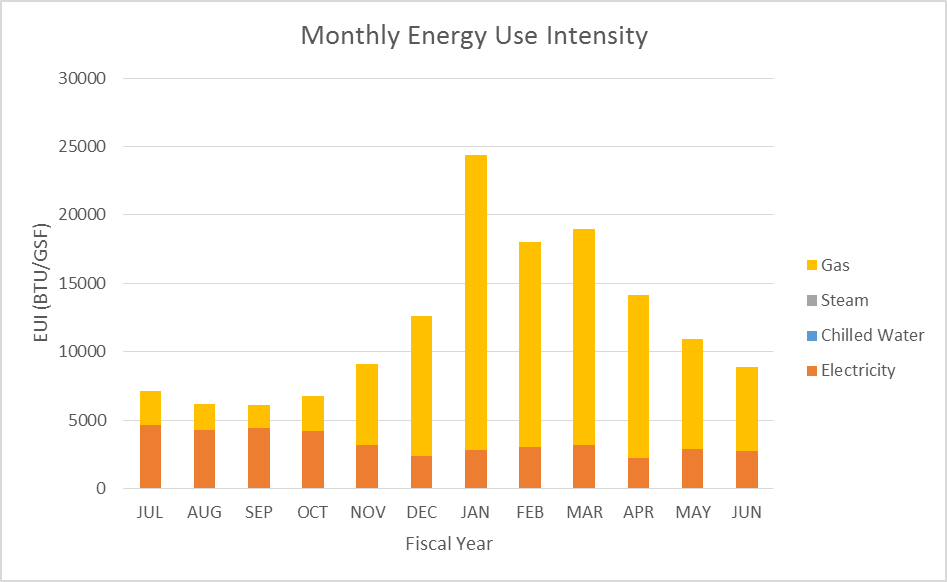 Monthly Energy Use Intensity
30000
25000
20000
15000
10000
5000
0
EUI (BTU/GSF)
JUL AUG SEP OCT NOV DEC JAN FEB MAR APR MAY JUN
Fiscal Year
Gas
Steam
Chilled Water
Electricity